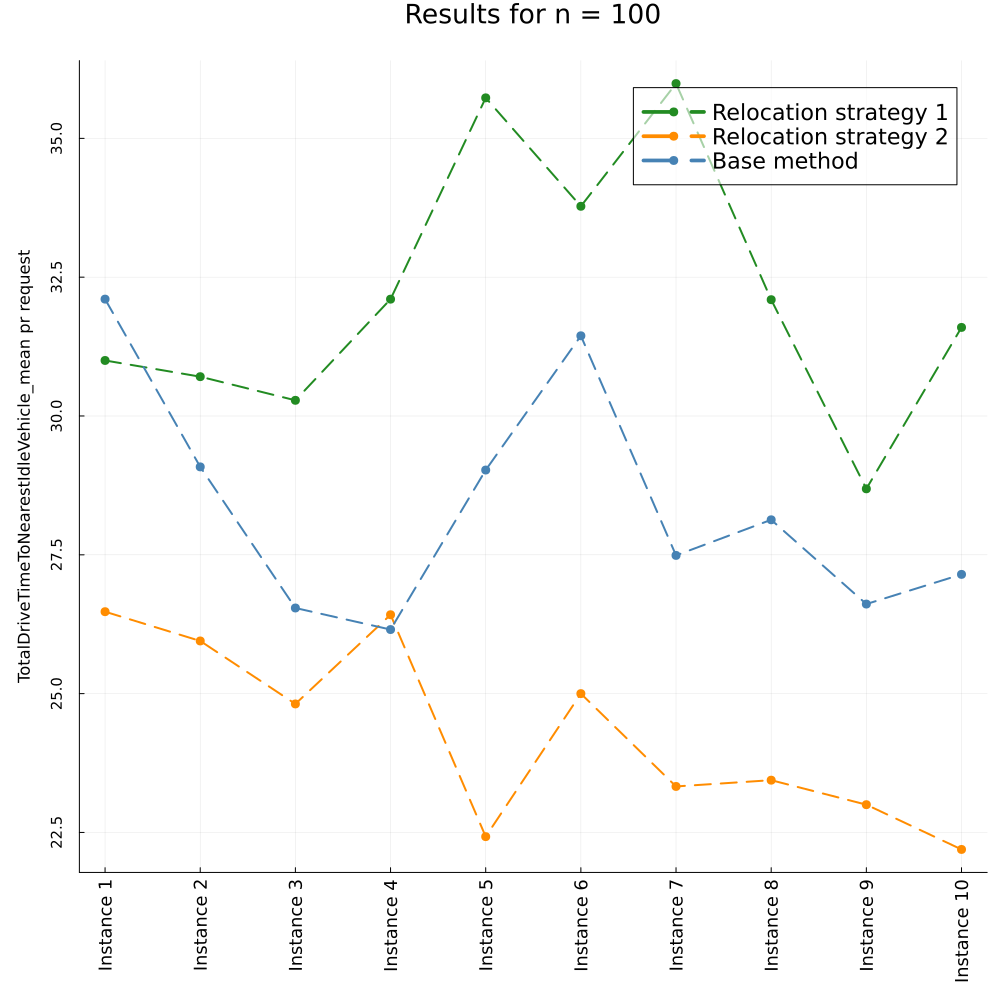 Results for n = 100
TotalDriveTimeToNearestIdleVehicle_mean pr request
35.0
32.5
30.0
27.5
25.0
22.5
Relocation strategy 1
Relocation strategy 2
Base method
Instance 1
Instance 2
Instance 3
Instance 4
Instance 5
Instance 6
Instance 7
Instance 8
Instance 9
Instance 10